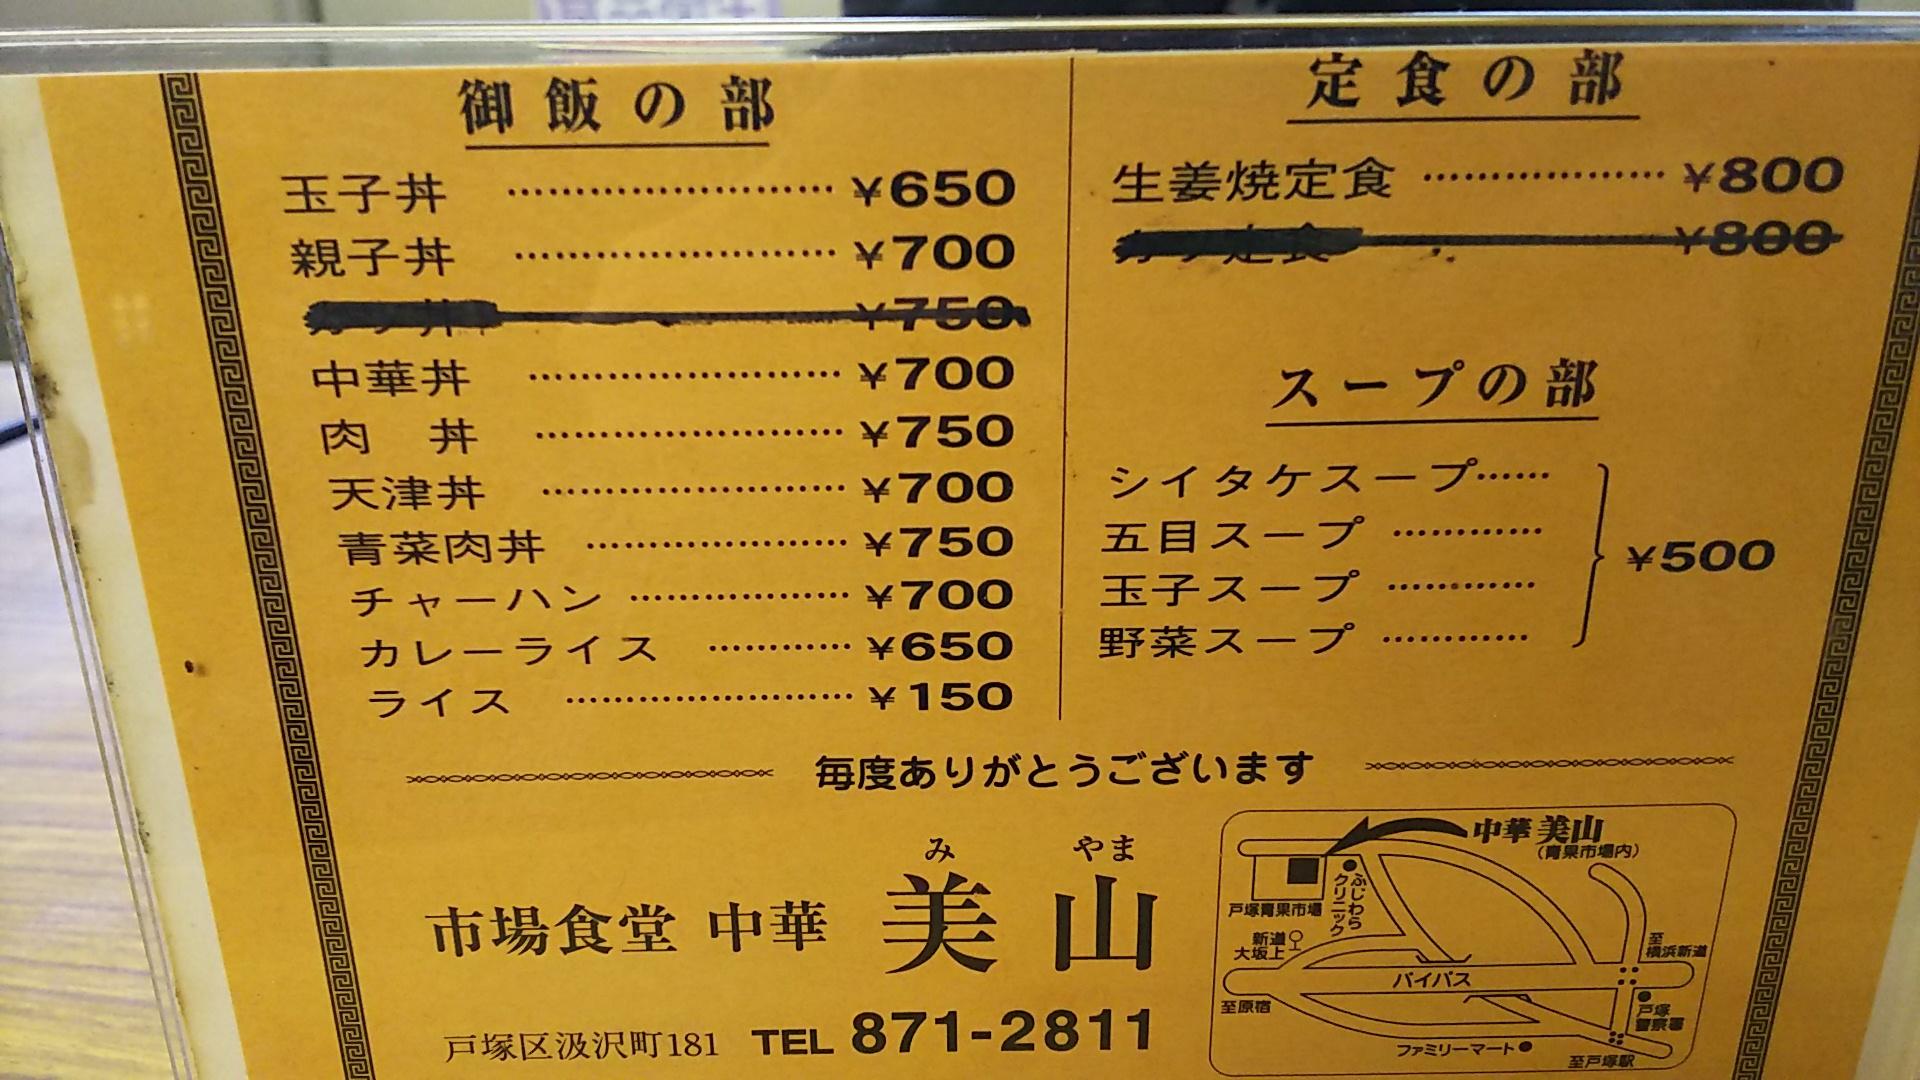 御飯の部
玉子丼 ¥650
親子丼 ¥700
カツ丼 ¥750
中華丼 ¥700
肉 丼 ¥750
天津丼 ¥700
青菜肉丼 ¥750
チャーハン ¥700
カレーライス ¥650
ライス ¥150
定食の部
生姜焼定食 ¥800
カツ定食 ¥800
スープの部
シイタケスープ
五目スープ
玉子スープ
野菜スープ
¥500
毎度ありがとうございます
み やま
市場食堂 中華 美山
戸塚区汲沢町181 TEL 871-2811
中華 美山
(青果市場内)
ふじわら
クリニック
戸塚青果市場
新道
大坂上
至
横浜新道
バイパス
至原宿
戸塚
警察署
ファミリーマート
至戸塚駅